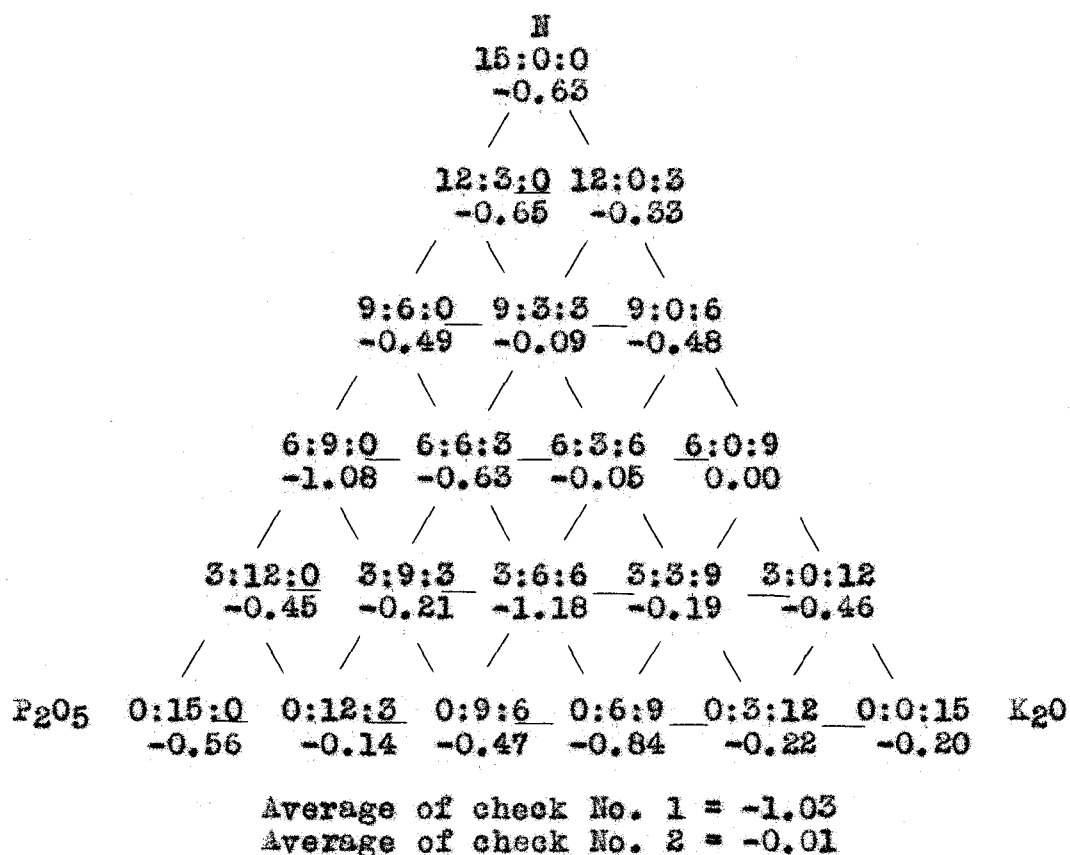 N
15:0:0
-0.63
12:3:0 12:0:3
-0.65 -0.33
9:6:0 9:3:3 9:0:6
-0.49 -0.09 -0.48
6:9:0 6:6:3 6:3:6 6:0:9
-1.08 -0.63 -0.05 0.00
3:12:0 3:9:3 3:6:6 3:3:9 3:0:12
-0.45 -0.21 -1.18 -0.19 -0.46
P2O5 0:15:0 0:12:3 0:9:6 0:6:9 0:3:12 0:0:15 K2O
-0.56 -0.14 -0.47 -0.84 -0.22 -0.20
Average of check No. 1 = -1.03
Average of check No. 2 = -0.01